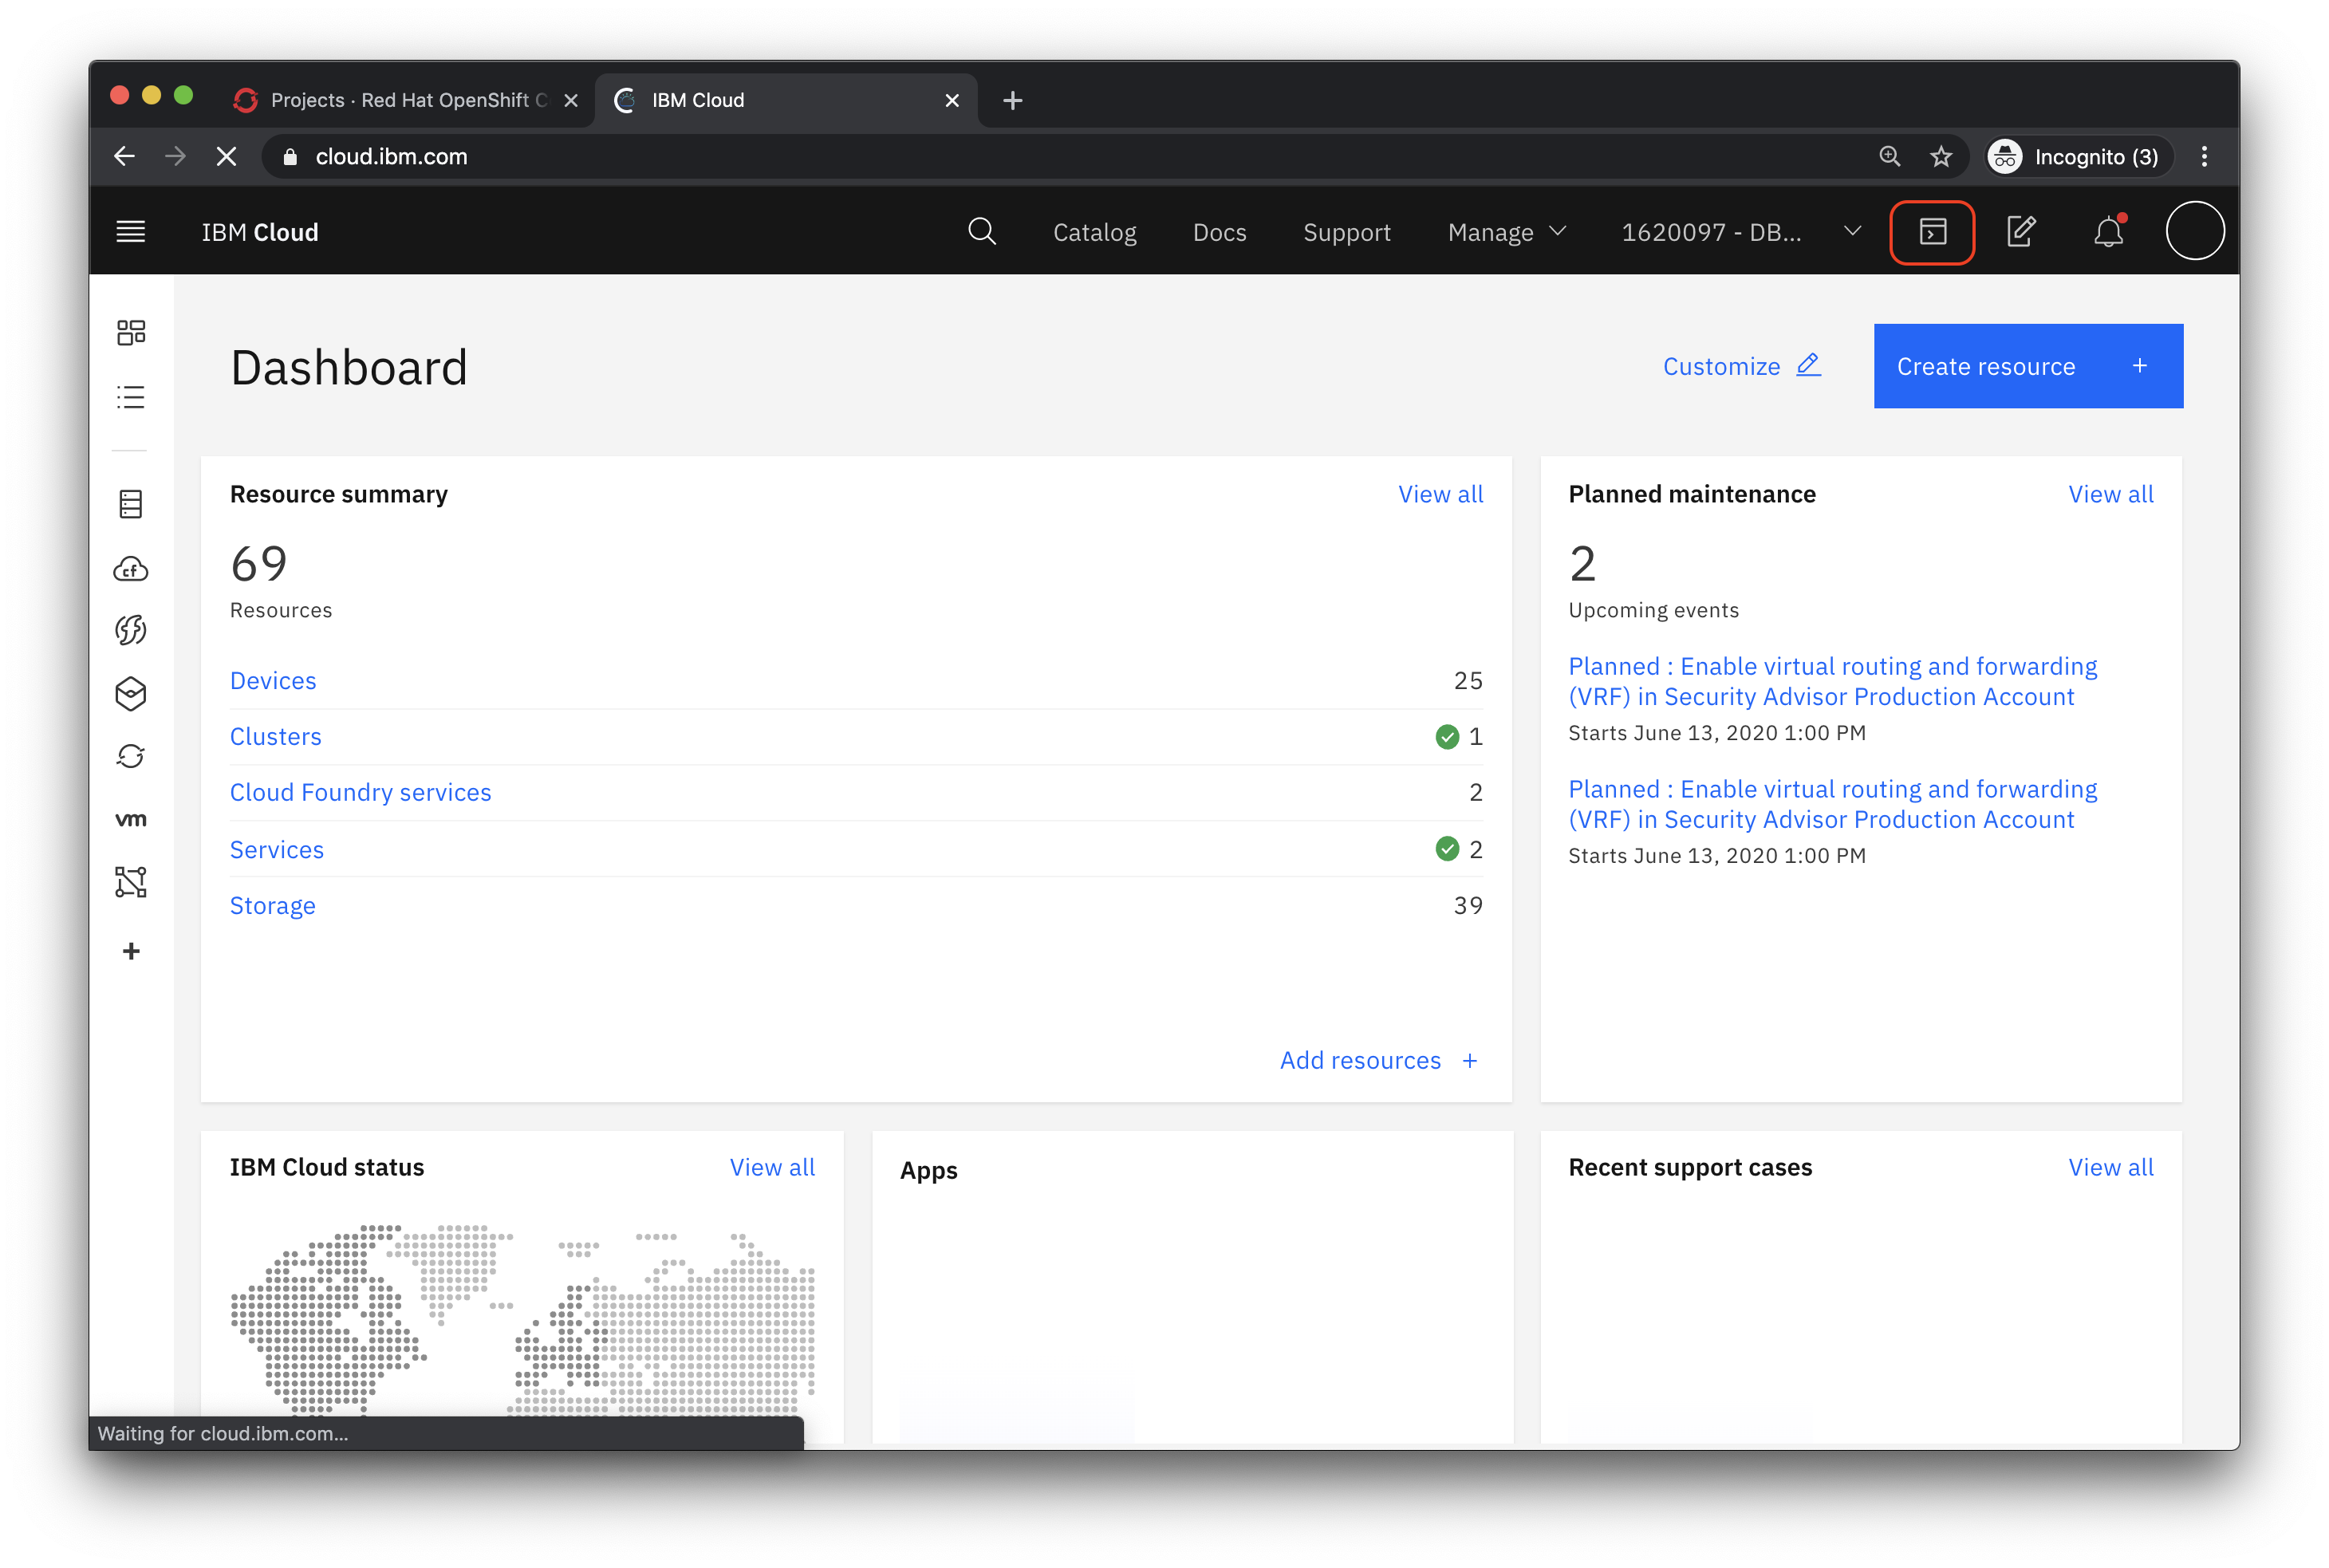 Projects · Red Hat OpenShift C
IBM Cloud
cloud.ibm.com
Incognito (3)
IBM Cloud
Catalog
Docs
Support
Manage
1620097 - DB...
Dashboard
Customize
Create resource +
Resource summary
View all
69
Resources
Devices
25
Clusters
1
Cloud Foundry services
2
Services
2
Storage
39
Add resources +
Planned maintenance
View all
2
Upcoming events
Planned : Enable virtual routing and forwarding
(VRF) in Security Advisor Production Account
Starts June 13, 2020 1:00 PM
Planned : Enable virtual routing and forwarding
(VRF) in Security Advisor Production Account
Starts June 13, 2020 1:00 PM
cf
vm
IBM Cloud status
View all
Apps
Recent support cases
View all
Waiting for cloud.ibm.com...